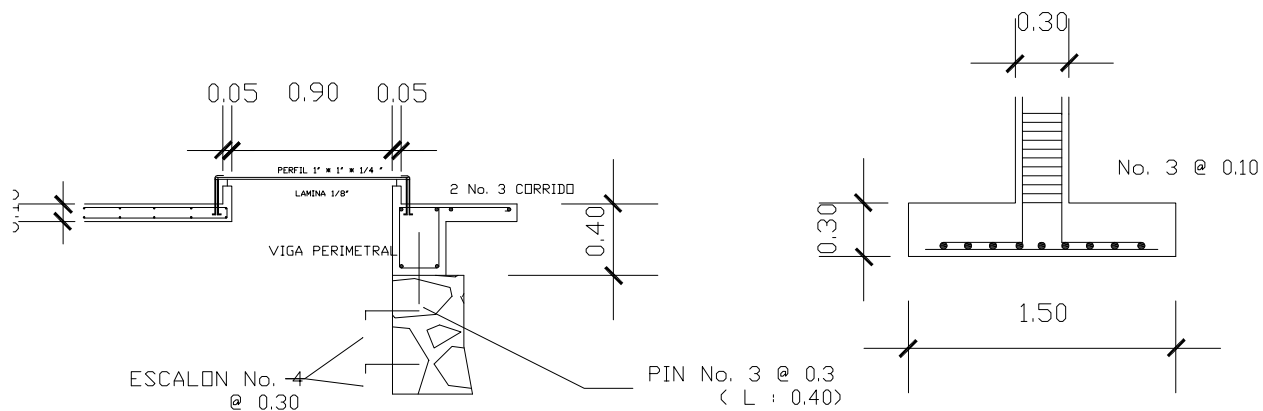 0.30
0.05 0.90 0.05
PERFIL 1" * 1" * 1/4 "
LAMINA 1/8"
2 No. 3 CORRIDO
No. 3 @ 0.10
0.40
0.30
VIGA PERIMETRAL
1.50
ESCALON No. 4
@ 0.30
PIN No. 3 @ 0.3
( L : 0.40)